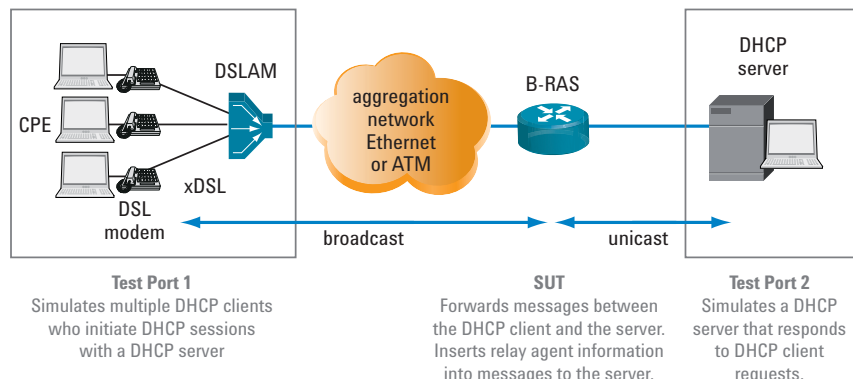 DHCP
server
DSLAM
B-RAS
CPE
aggregation
network
Ethernet
or ATM
xDSL
DSL
modem
broadcast
unicast
Test Port 1
Simulates multiple DHCP clients
who initiate DHCP sessions
with a DHCP server
SUT
Forwards messages between
the DHCP client and the server.
Inserts relay agent information
into messages to the server.
Test Port 2
Simulates a DHCP
server that responds
to DHCP client
requests.